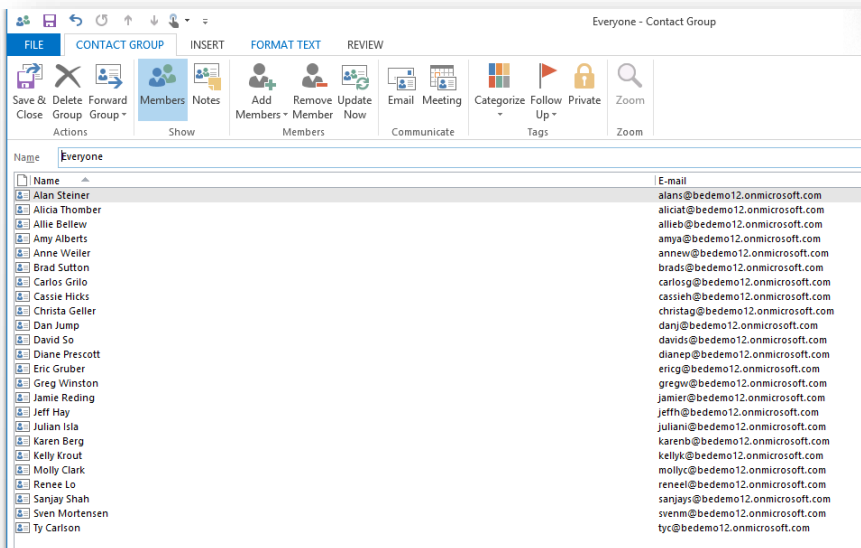 Everyone - Contact Group
FILE CONTACT GROUP INSERT FORMAT TEXT REVIEW
Save & Close Delete Group Forward Group Members Notes Add Members Remove Member Update Now Email Meeting Categorize Follow Up Private Zoom
Actions Show Members Communicate Tags Zoom
Name Everyone
Name E-mail
Alan Steiner alans@bedemo12.onmicrosoft.com
Alicia Thomber aliciat@bedemo12.onmicrosoft.com
Allie Bellew allieb@bedemo12.onmicrosoft.com
Amy Alberts amya@bedemo12.onmicrosoft.com
Anne Weiler annew@bedemo12.onmicrosoft.com
Brad Sutton brads@bedemo12.onmicrosoft.com
Carlos Grilo carlosg@bedemo12.onmicrosoft.com
Cassie Hicks cassieh@bedemo12.onmicrosoft.com
Christa Geller christag@bedemo12.onmicrosoft.com
Dan Jump danj@bedemo12.onmicrosoft.com
David So davids@bedemo12.onmicrosoft.com
Diane Prescott dianep@bedemo12.onmicrosoft.com
Eric Gruber ericg@bedemo12.onmicrosoft.com
Greg Winston gregw@bedemo12.onmicrosoft.com
Jamie Reding jamier@bedemo12.onmicrosoft.com
Jeff Hay jeffh@bedemo12.onmicrosoft.com
Julian Isla juliani@bedemo12.onmicrosoft.com
Karen Berg karenb@bedemo12.onmicrosoft.com
Kelly Krout kellyk@bedemo12.onmicrosoft.com
Molly Clark mollyc@bedemo12.onmicrosoft.com
Renee Lo reneel@bedemo12.onmicrosoft.com
Sanjay Shah sanjays@bedemo12.onmicrosoft.com
Sven Mortensen svenm@bedemo12.onmicrosoft.com
Ty Carlson tyc@bedemo12.onmicrosoft.com